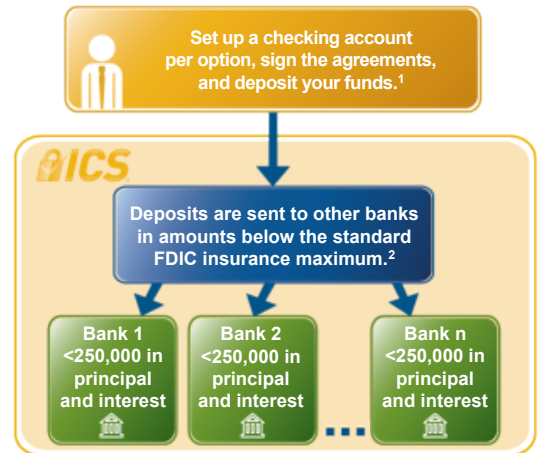 Set up a checking account
per option, sign the agreements,
and deposit your funds.¹
ICS
Deposits are sent to other banks
in amounts below the standard
FDIC insurance maximum.²
Bank 1
<250,000 in
principal
and interest
Bank 2
<250,000 in
principal
and interest
Bank n
<250,000 in
principal
and interest